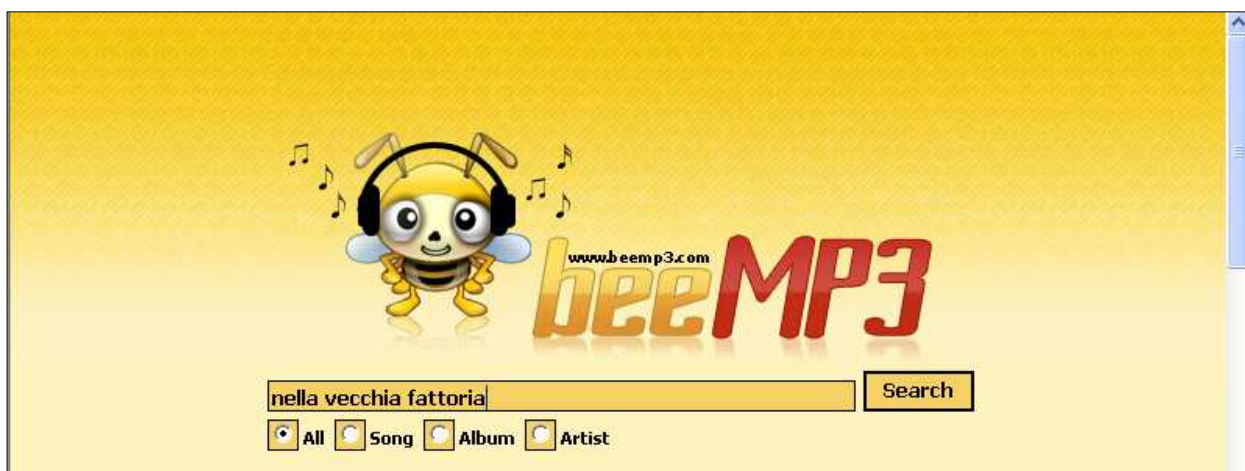 www.beemp3.com
beeMP3
nella vecchia fattoria
Search
All Song Album Artist